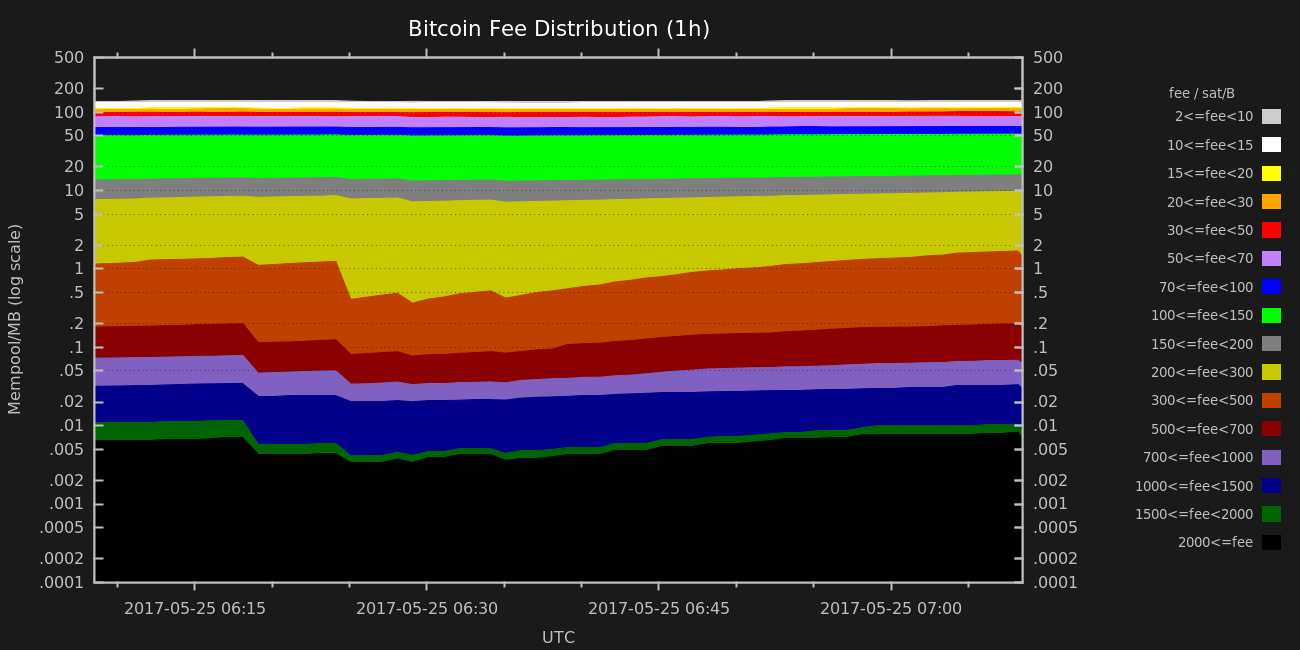 Bitcoin Fee Distribution (1h)
Mempool/MB (log scale)
500
200
100
50
20
10
5
2
1
.5
.2
.1
.05
.02
.01
.005
.002
.001
.0005
.0002
.0001
500
200
100
50
20
10
5
2
1
.5
.2
.1
.05
.02
.01
.005
.002
.001
.0005
.0002
.0001
2017-05-25 06:15
2017-05-25 06:30
2017-05-25 06:45
2017-05-25 07:00
UTC
fee / sat/B
2<=fee<10
10<=fee<15
15<=fee<20
20<=fee<30
30<=fee<50
50<=fee<70
70<=fee<100
100<=fee<150
150<=fee<200
200<=fee<300
300<=fee<500
500<=fee<700
700<=fee<1000
1000<=fee<1500
1500<=fee<2000
2000<=fee